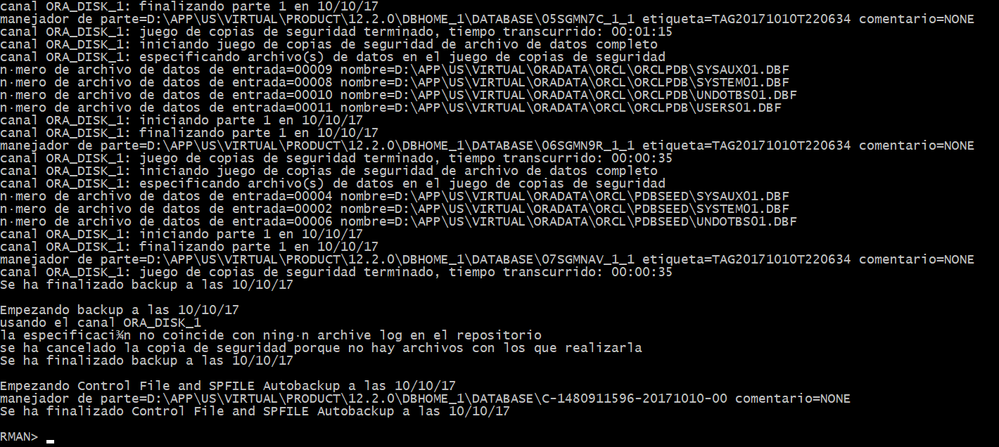 canal ORA_DISK_1: finalizando parte 1 en 10/10/17
manejador de parte=D:\APP\US\VIRTUAL\PRODUCT\12.2.0\DBHOME_1\DATABASE\05SGMN7C_1_1 etiqueta=TAG20171010T220634 comentario=NONE
canal ORA_DISK_1: juego de copias de seguridad terminado, tiempo transcurrido: 00:01:15
canal ORA_DISK_1: iniciando juego de copias de seguridad de archivo de datos completo
canal ORA_DISK_1: especificando archivo(s) de datos en el juego de copias de seguridad
n·mero de archivo de datos de entrada=00009 nombre=D:\APP\US\VIRTUAL\ORADATA\ORCL\ORCLPDB\SYSAUX01.DBF
n·mero de archivo de datos de entrada=00008 nombre=D:\APP\US\VIRTUAL\ORADATA\ORCL\ORCLPDB\SYSTEM01.DBF
n·mero de archivo de datos de entrada=00010 nombre=D:\APP\US\VIRTUAL\ORADATA\ORCL\ORCLPDB\UNDOTBS01.DBF
n·mero de archivo de datos de entrada=00011 nombre=D:\APP\US\VIRTUAL\ORADATA\ORCL\ORCLPDB\USERS01.DBF
canal ORA_DISK_1: iniciando parte 1 en 10/10/17
canal ORA_DISK_1: finalizando parte 1 en 10/10/17
manejador de parte=D:\APP\US\VIRTUAL\PRODUCT\12.2.0\DBHOME_1\DATABASE\06SGMN9R_1_1 etiqueta=TAG20171010T220634 comentario=NONE
canal ORA_DISK_1: juego de copias de seguridad terminado, tiempo transcurrido: 00:00:35
canal ORA_DISK_1: iniciando juego de copias de seguridad de archivo de datos completo
canal ORA_DISK_1: especificando archivo(s) de datos en el juego de copias de seguridad
n·mero de archivo de datos de entrada=00004 nombre=D:\APP\US\VIRTUAL\ORADATA\ORCL\PDBSEED\SYSAUX01.DBF
n·mero de archivo de datos de entrada=00002 nombre=D:\APP\US\VIRTUAL\ORADATA\ORCL\PDBSEED\SYSTEM01.DBF
n·mero de archivo de datos de entrada=00006 nombre=D:\APP\US\VIRTUAL\ORADATA\ORCL\PDBSEED\UNDOTBS01.DBF
canal ORA_DISK_1: iniciando parte 1 en 10/10/17
canal ORA_DISK_1: finalizando parte 1 en 10/10/17
manejador de parte=D:\APP\US\VIRTUAL\PRODUCT\12.2.0\DBHOME_1\DATABASE\07SGMNAV_1_1 etiqueta=TAG20171010T220634 comentario=NONE
canal ORA_DISK_1: juego de copias de seguridad terminado, tiempo transcurrido: 00:00:35
Se ha finalizado backup a las 10/10/17
Empezando backup a las 10/10/17
usando el canal ORA_DISK_1
la especificaci¾n no coincide con ning·n archive log en el repositorio
se ha cancelado la copia de seguridad porque no hay archivos con los que realizarla
Se ha finalizado backup a las 10/10/17
Empezando Control File and SPFILE Autobackup a las 10/10/17
manejador de parte=D:\APP\US\VIRTUAL\PRODUCT\12.2.0\DBHOME_1\DATABASE\C-1480911596-20171010-00 comentario=NONE
Se ha finalizado Control File and SPFILE Autobackup a las 10/10/17
RMAN>